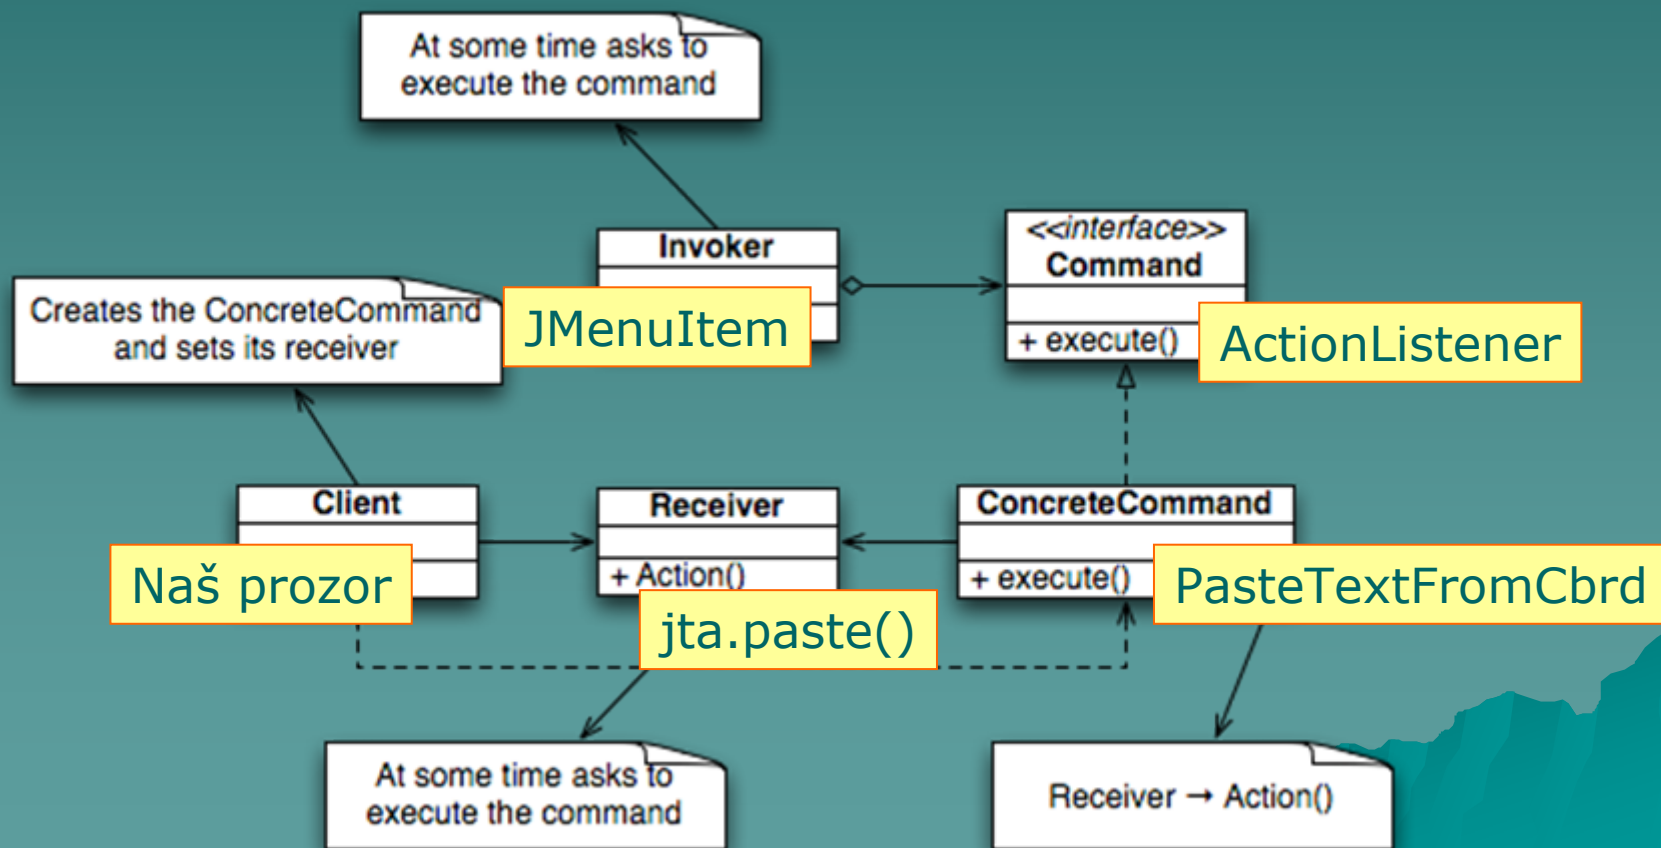 At some time asks to
execute the command
Invoker
<<interface>>
Command
+ execute()
Creates the ConcreteCommand
and sets its receiver
JMenuItem
ActionListener
Client
Receiver
+ Action()
ConcreteCommand
+ execute()
Naš prozor
jta.paste()
PasteTextFromCbrd
At some time asks to
execute the command
Receiver → Action()